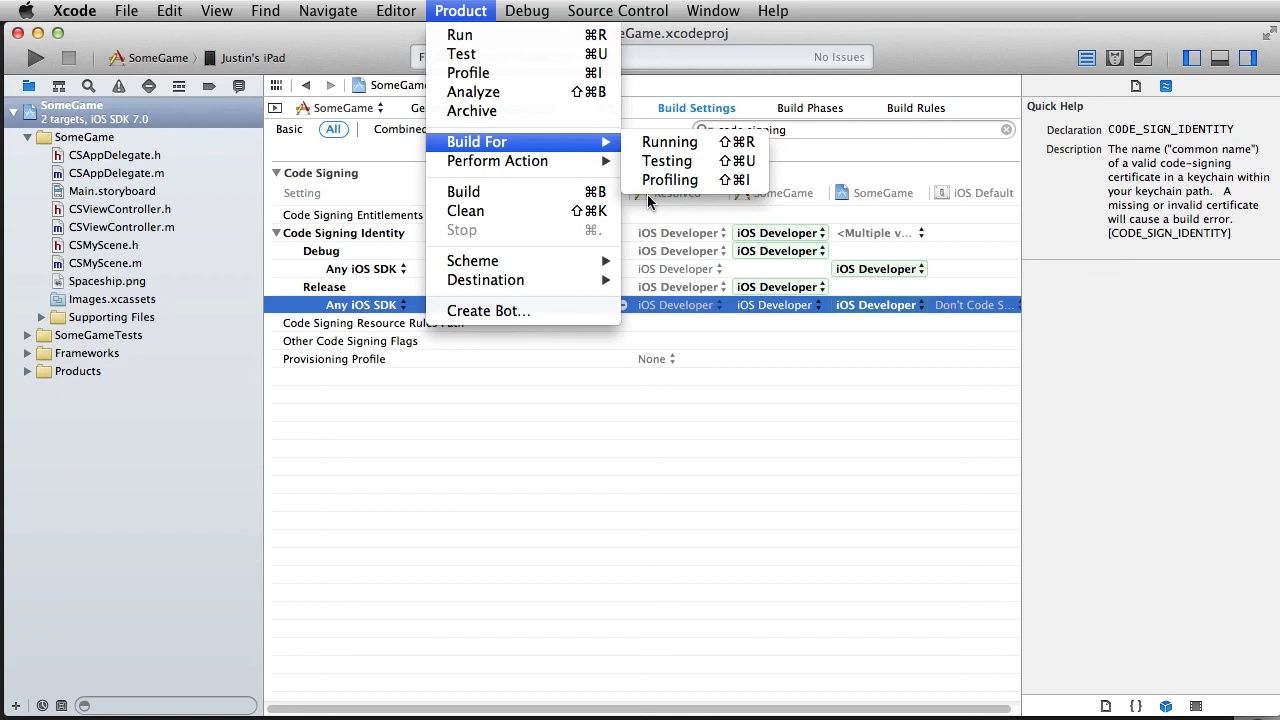 Xcode File Edit View Find Navigate Editor Product Debug Source Control Window Help
Game.xcodeproj
SomeGame Justin's iPad
No Issues
Run ⌘R
Test ⌘U
Profile ⌘I
Analyze ⇧⌘B
Archive
Build For
Running ⇧⌘R
Testing ⇧⌘U
Profiling ⇧⌘I
Perform Action
Build ⌘B
Clean ⇧⌘K
Stop ⌘.
Scheme
Destination
Create Bot...
SomeGame
2 targets, iOS SDK 7.0
SomeGame
CSAppDelegate.h
CSAppDelegate.m
Main.storyboard
CSViewController.h
CSViewController.m
CSMyScene.h
CSMyScene.m
Spaceship.png
Images.xcassets
Supporting Files
SomeGameTests
Frameworks
Products
SomeGame
SomeGame Build Settings Build Phases Build Rules
Basic All Combined
code signing
Code Signing
Setting Resolved SomeGame SomeGame iOS Default
Code Signing Entitlements
Code Signing Identity iOS Developer iOS Developer <Multiple v...
Debug iOS Developer iOS Developer
Any iOS SDK iOS Developer iOS Developer
Release iOS Developer iOS Developer
Any iOS SDK iOS Developer iOS Developer iOS Developer Don't Code S...
Code Signing Resource Rules Path
Other Code Signing Flags
Provisioning Profile None
Quick Help
Declaration CODE_SIGN_IDENTITY
Description The name ("common name")
of a valid code-signing
certificate in a keychain within
your keychain path. A
missing or invalid certificate
will cause a build error.
[CODE_SIGN_IDENTITY]